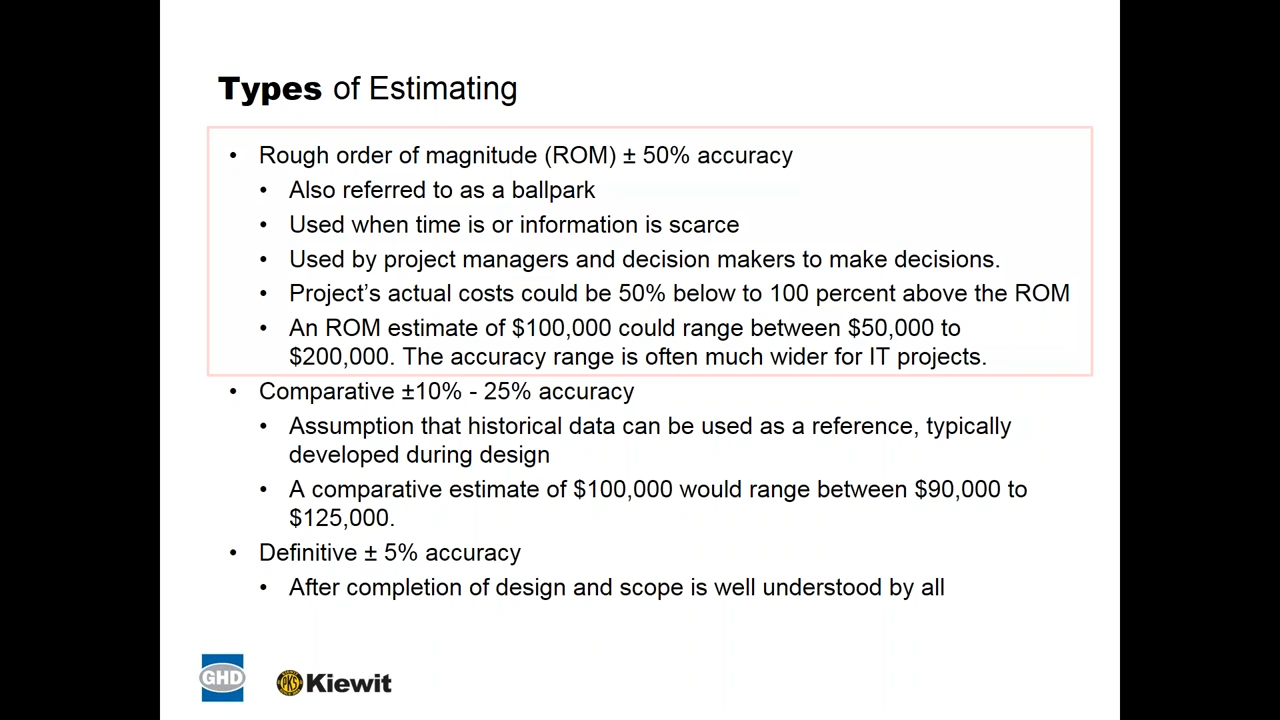 Types of Estimating
• Rough order of magnitude (ROM) ± 50% accuracy
• Also referred to as a ballpark
• Used when time is or information is scarce
• Used by project managers and decision makers to make decisions.
• Project’s actual costs could be 50% below to 100 percent above the ROM
• An ROM estimate of $100,000 could range between $50,000 to
$200,000. The accuracy range is often much wider for IT projects.
• Comparative ±10% - 25% accuracy
• Assumption that historical data can be used as a reference, typically
developed during design
• A comparative estimate of $100,000 would range between $90,000 to
$125,000.
• Definitive ± 5% accuracy
• After completion of design and scope is well understood by all
GHD
PKS
Kiewit